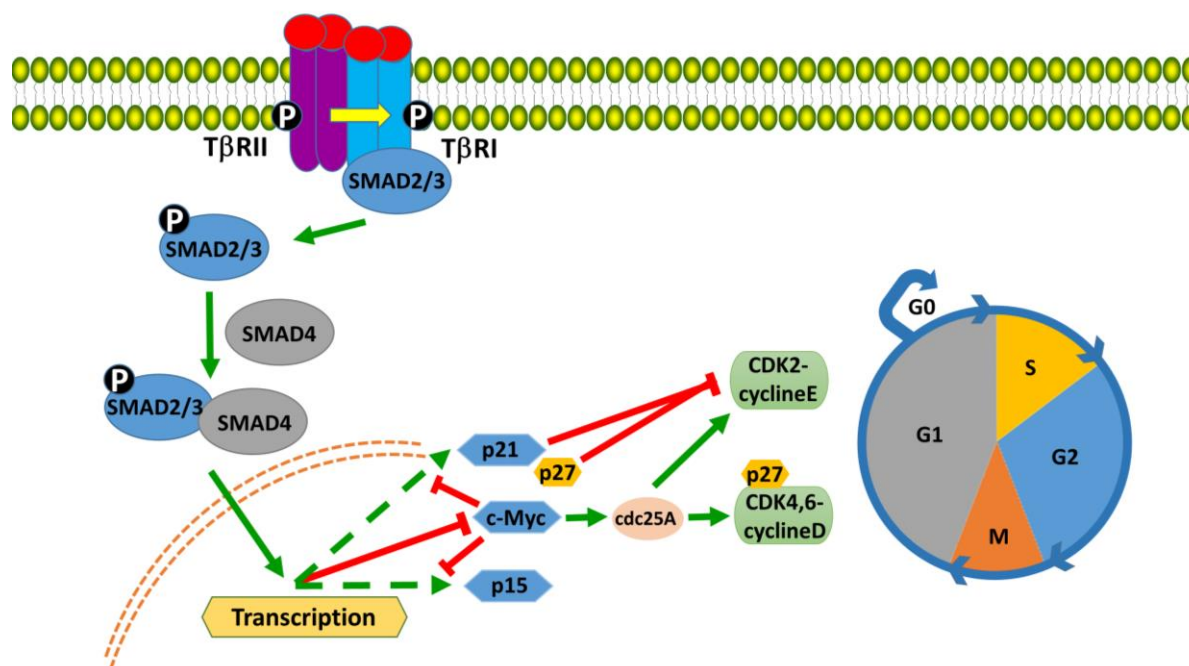 P
P
TβRII
TβRI
SMAD2/3
P
SMAD2/3
SMAD4
P
SMAD2/3
SMAD4
p21
p27
c-Myc
p15
cdc25A
CDK2-
cyclineE
p27
CDK4,6-
cyclineD
Transcription
G0
S
G1
G2
M